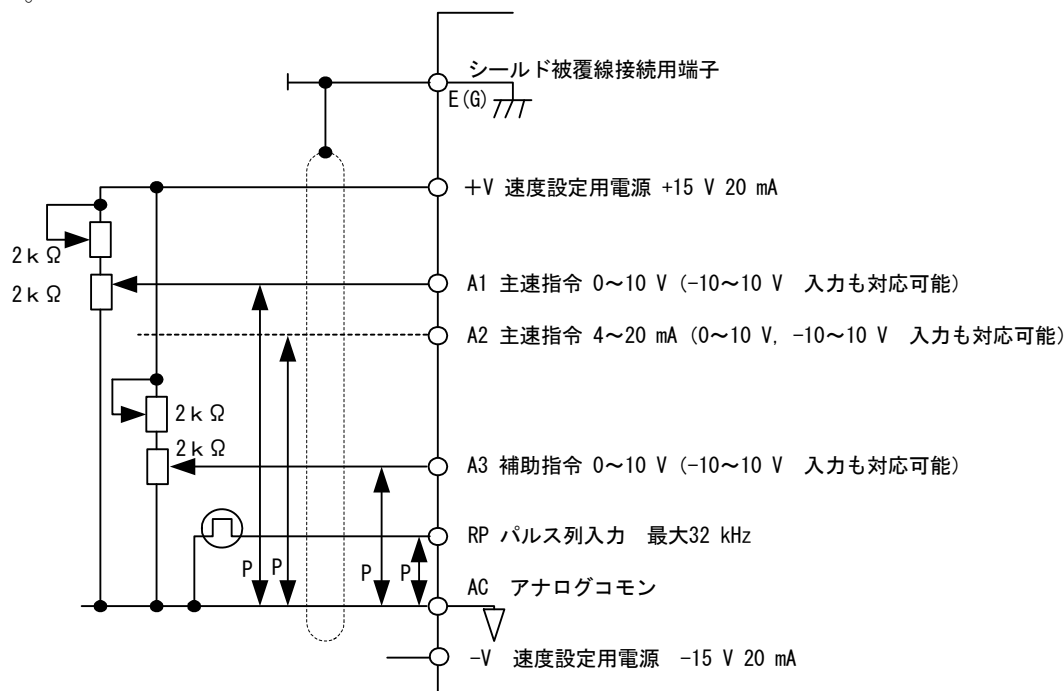 。
シールド被覆線接続用端子
E(G)
+V 速度設定用電源 +15 V 20 mA
2kΩ
2kΩ
A1 主速指令 0~10 V (-10~10 V 入力も対応可能)
A2 主速指令 4~20 mA (0~10 V, -10~10 V 入力も対応可能)
2kΩ
2kΩ
A3 補助指令 0~10 V (-10~10 V 入力も対応可能)
RP パルス列入力 最大32 kHz
P P P P
AC アナログコモン
-V 速度設定用電源 -15 V 20 mA